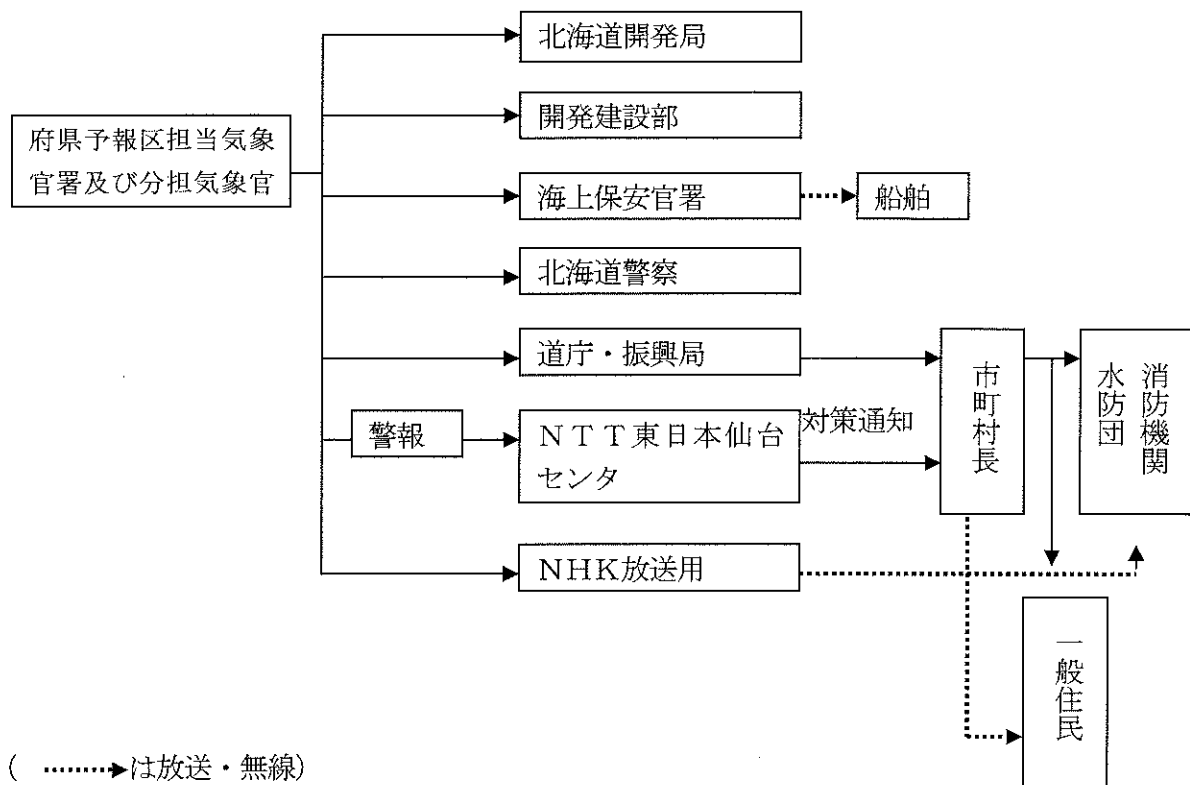 北海道開発局
開発建設部
府県予報区担当気象
官署及び分担気象官
海上保安官署
船舶
北海道警察
道庁・振興局
市町村長
消防機関
水防団
警報
ＮＴＴ東日本仙台
センタ
対策通知
ＮＨＫ放送用
一般住民
( は放送・無線)